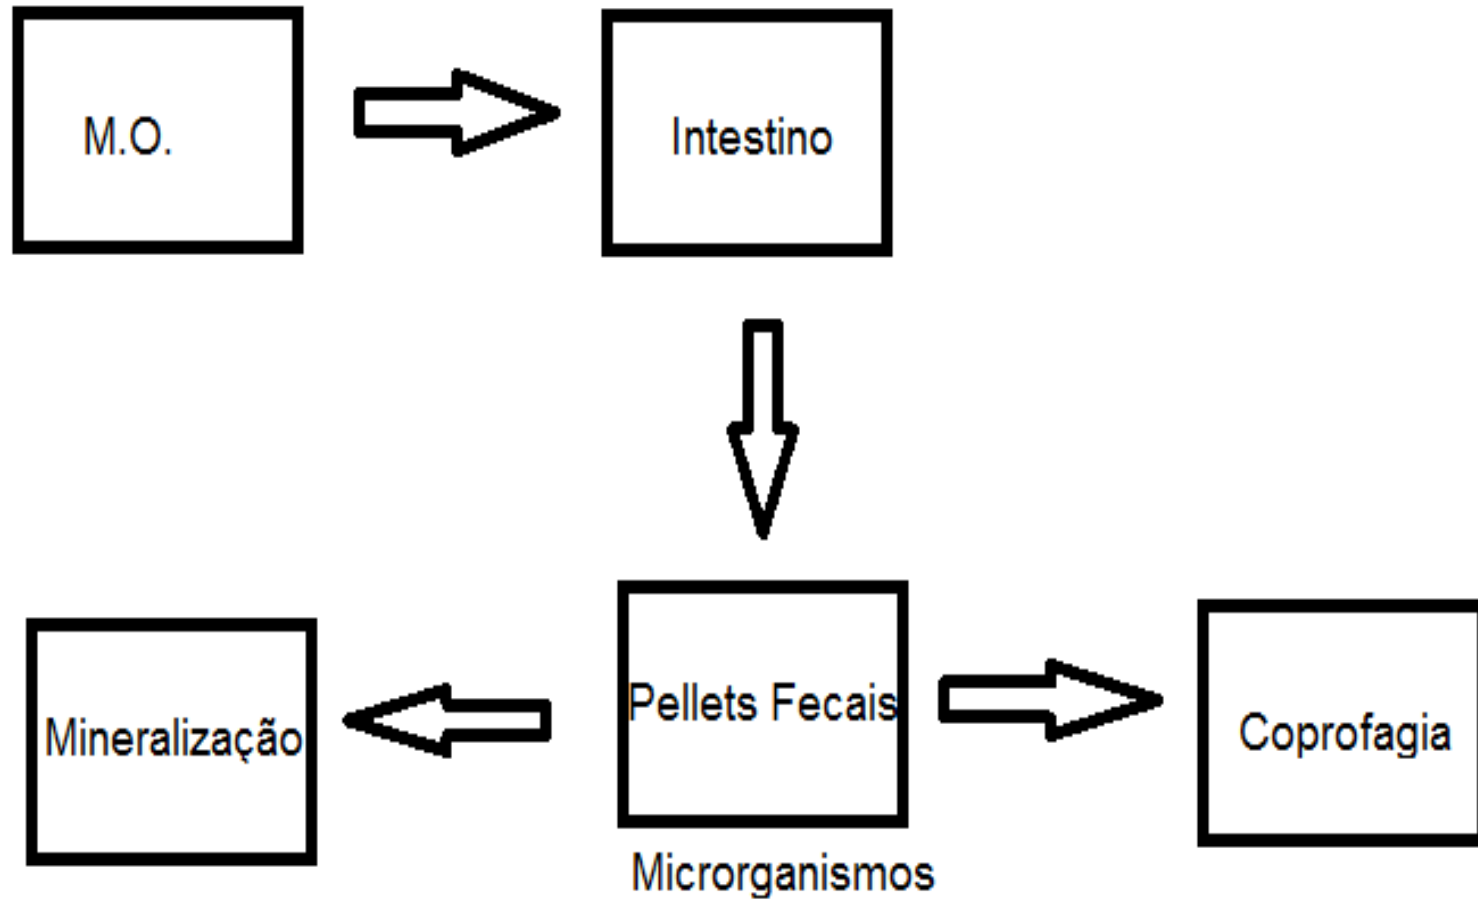 M.O.
Intestino
Mineralização
Pellets Fecais
Coprofagia
Microrganismos